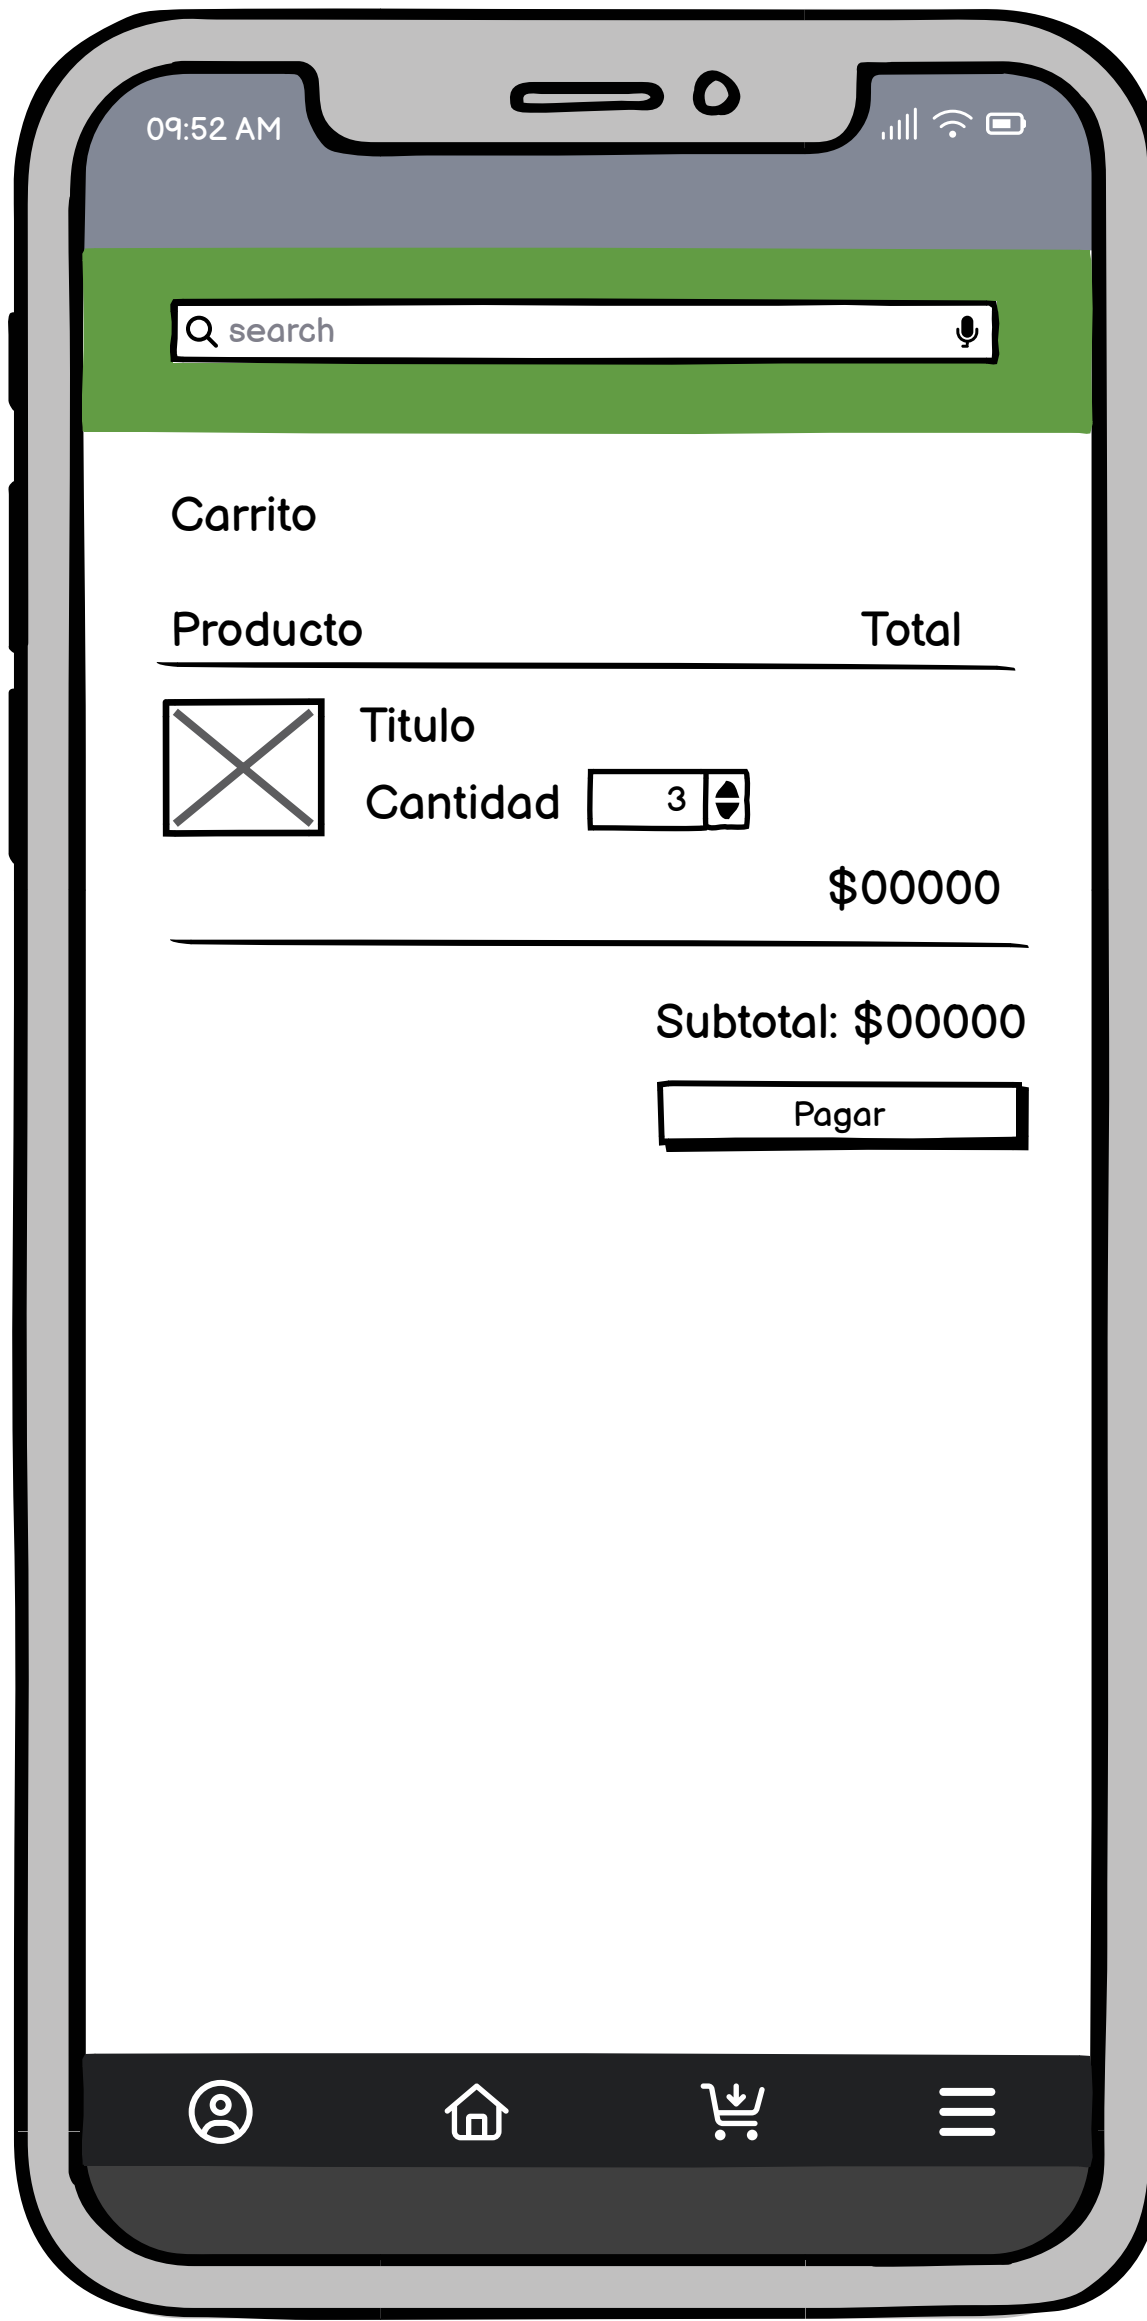 09:52 AM
search
Carrito
Producto Total
Titulo
Cantidad 3
$00000
Subtotal: $00000
Pagar